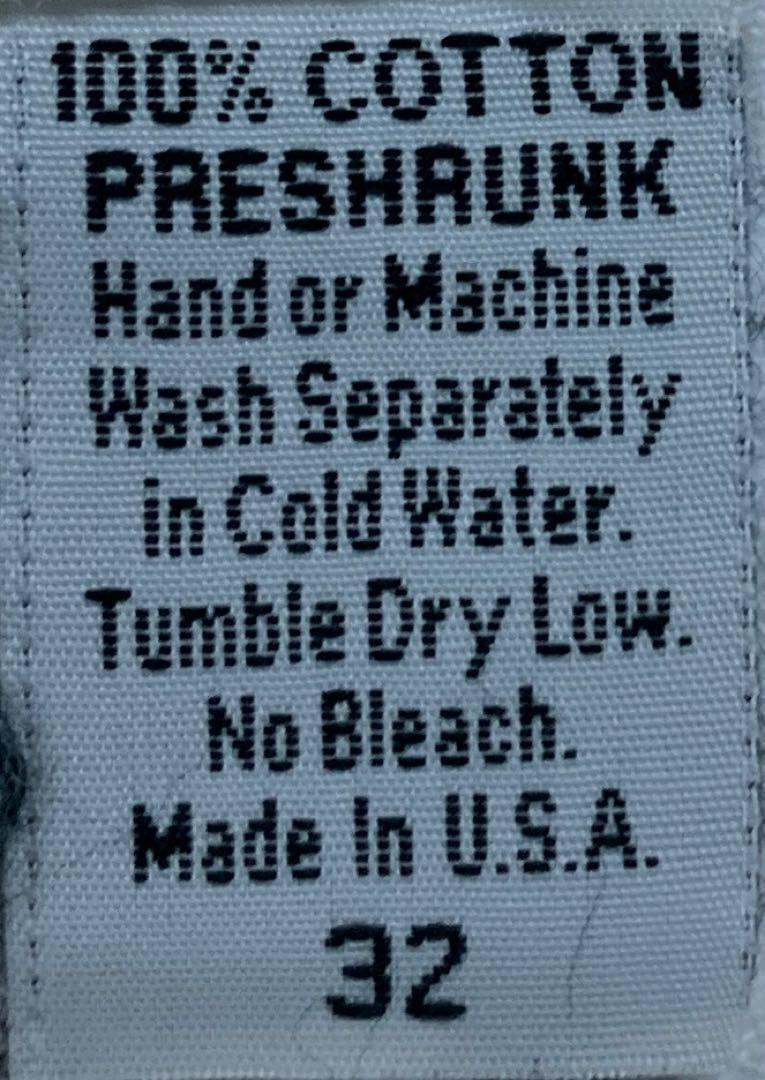 100% COTTON
PRESHRUNK
Hand or Machine
Wash Separately
in Cold Water.
Tumble Dry Low.
No Bleach.
Made In U.S.A.
32